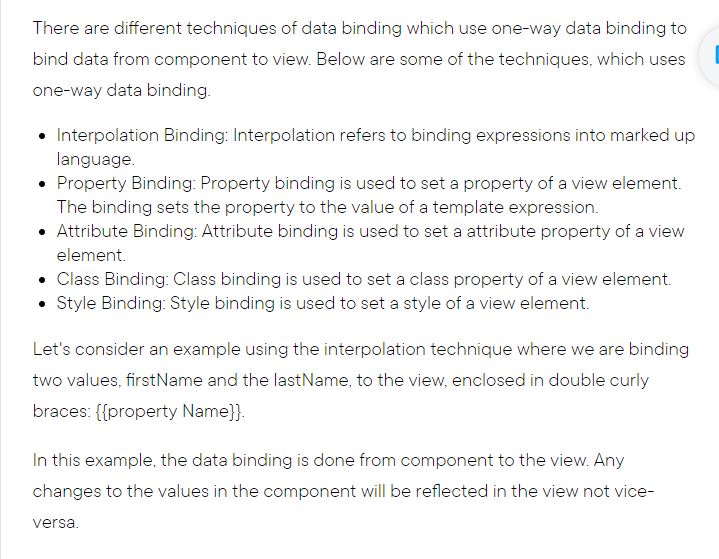 There are different techniques of data binding which use one-way data binding to
bind data from component to view. Below are some of the techniques, which uses
one-way data binding.
• Interpolation Binding: Interpolation refers to binding expressions into marked up
language.
• Property Binding: Property binding is used to set a property of a view element.
The binding sets the property to the value of a template expression.
• Attribute Binding: Attribute binding is used to set a attribute property of a view
element.
• Class Binding: Class binding is used to set a class property of a view element.
• Style Binding: Style binding is used to set a style of a view element.
Let's consider an example using the interpolation technique where we are binding
two values, firstName and the lastName, to the view, enclosed in double curly
braces: {{property Name}}.
In this example, the data binding is done from component to the view. Any
changes to the values in the component will be reflected in the view not vice-
versa.